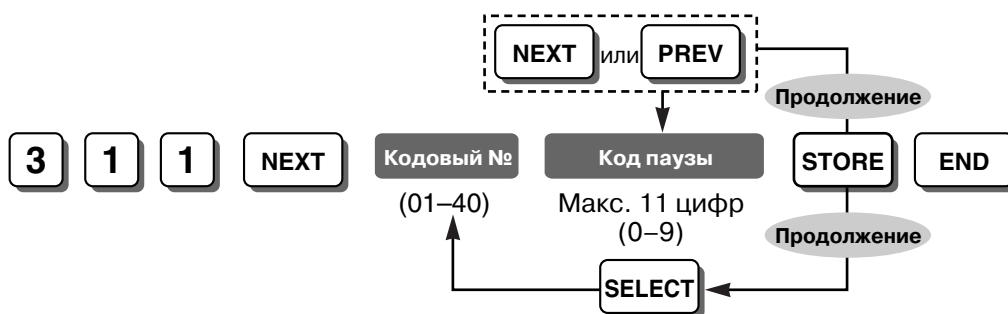 NEXT или PREV
Продолжение
3 1 1 NEXT Кодовый № Код паузы STORE END
(01–40) Макс. 11 цифр
(0–9)
Продолжение
SELECT